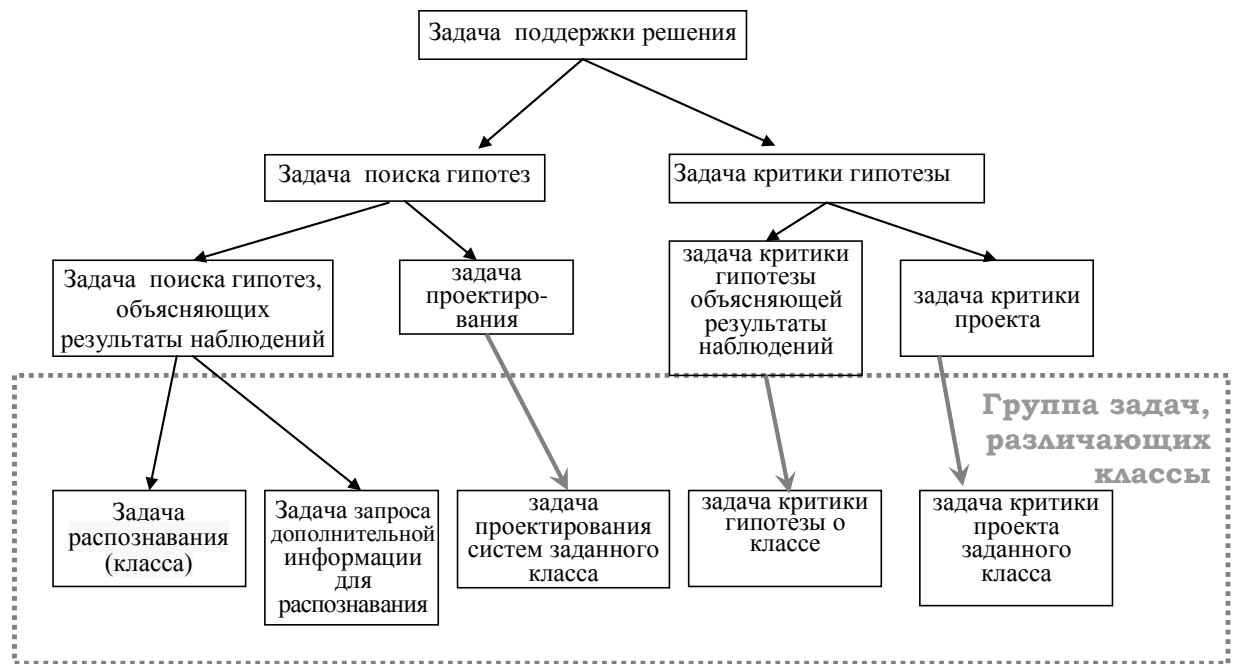 Задача поддержки решения
Задача поиска гипотез
Задача критики гипотезы
Задача поиска гипотез,
объясняющих
результаты наблюдений
задача
проектиро-
вания
задача критики
гипотезы
объясняющей
результаты
наблюдений
задача критики
проекта
Группа задач,
различающих
классы
Задача
распознавания
(класса)
Задача запроса
дополнительной
информации
для
распознавания
задача
проектирования
систем заданного
класса
задача критики
гипотезы о
классе
задача критики
проекта
заданного
класса